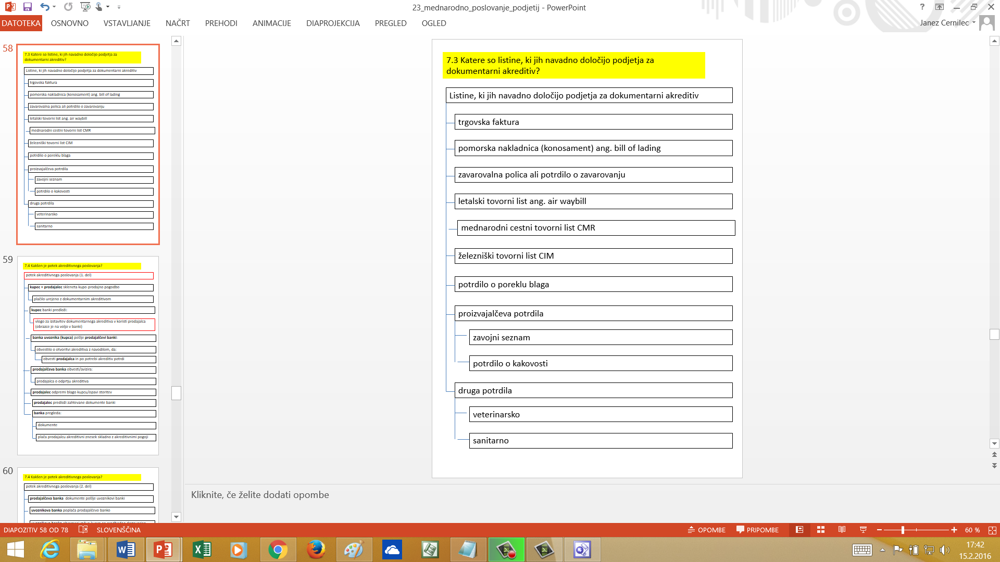 23_mednarodno_poslovanje_podjetij - PowerPoint
DATOTEKA OSNOVNO VSTAVLJANJE NAČRT PREHODI ANIMACIJE DIAPROJEKCIJA PREGLED OGLED
Janez Cernilec
58
7.3 Katere so listine, ki jih navadno določijo podjetja za
dokumentarni akreditiv?
Listine, ki jih navadno določijo podjetja za dokumentarni akreditiv
trgovska faktura
pomorska nakladnica (konosament) ang. bill of lading
zavarovalna polica ali potrdilo o zavarovanju
letalski tovorni list ang. air waybill
mednarodni cestni tovorni list CMR
železniški tovorni list CIM
potrdilo o poreklu blaga
proizvajalčeva potrdila
zavojni seznam
potrdilo o kakovosti
druga potrdila
veterinarsko
sanitarno
59
7.4 Kakšen je potek akreditivnega poslovanja?
potek akreditivnega poslovanja (1. del)
kupec + prodajalec skleneta kupo prodajno pogodbo
plačilo urejeno z dokumentarnim akreditivom
kupec banki predloži:
vlogo za izstavitev dokumentarnega akreditiva v koristi prodajalca
(obrazce je na voljo v banki)
banka uvoznika (kupca) pošlje prodajalčevi banki:
obvestilo o otvoritvi akreditiva z navodilom, da:
obvesti prodajalca in po potrebi akreditiv potrdi
prodajalčeva banka obvesti/avizira:
prodajalca o odprtju akreditiva
prodajalec odpremi blago kupcu/opavi storitev
prodajalec predloži zahtevane dokumente banki
banka pregleda:
dokumente
plača prodajalcu akreditivni znesek skladno z akreditivnimi pogoji
60
7.4 Kakšen je potek akreditivnega poslovanja?
potek akreditivnega poslovanja (2. del)
prodajalčeva banka dokumente pošlje uvoznikovi banki
uvoznikova banka poplača prodajalčevo banko
7.3 Katere so listine, ki jih navadno določijo podjetja za
dokumentarni akreditiv?
Listine, ki jih navadno določijo podjetja za dokumentarni akreditiv
trgovska faktura
pomorska nakladnica (konosament) ang. bill of lading
zavarovalna polica ali potrdilo o zavarovanju
letalski tovorni list ang. air waybill
mednarodni cestni tovorni list CMR
železniški tovorni list CIM
potrdilo o poreklu blaga
proizvajalčeva potrdila
zavojni seznam
potrdilo o kakovosti
druga potrdila
veterinarsko
sanitarno
Kliknite, če želite dodati opombe
DIAPOZITIV 58 OD 78 SLOVENŠČINA OPOMBE PRIPOMBE 60 %
17:42
15.2.2016